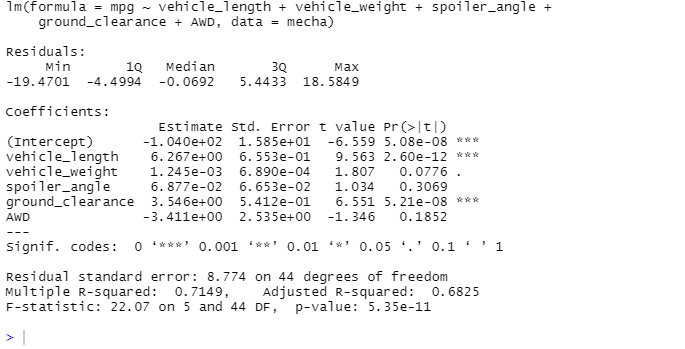 lm(formula = mpg ~ vehicle_length + vehicle_weight + spoiler_angle +
    ground_clearance + AWD, data = mecha)
Residuals:
     Min       1Q   Median       3Q      Max
-19.4701  -4.4994  -0.0692   5.4433  18.5849
Coefficients:
                   Estimate Std. Error t value Pr(>|t|)
(Intercept)      -1.040e+02  1.585e+01  -6.559 5.08e-08 ***
vehicle_length    6.267e+00  6.553e-01   9.563 2.60e-12 ***
vehicle_weight    1.245e-03  6.890e-04   1.807   0.0776 .
spoiler_angle     6.877e-02  6.653e-02   1.034   0.3069
ground_clearance  3.546e+00  5.412e-01   6.551 5.21e-08 ***
AWD              -3.411e+00  2.535e+00  -1.346   0.1852
---
Signif. codes:  0 ‘***’ 0.001 ‘**’ 0.01 ‘*’ 0.05 ‘.’ 0.1 ‘ ’ 1
Residual standard error: 8.774 on 44 degrees of freedom
Multiple R-squared:  0.7149,	Adjusted R-squared:  0.6825
F-statistic: 22.07 on 5 and 44 DF,  p-value: 5.35e-11
>